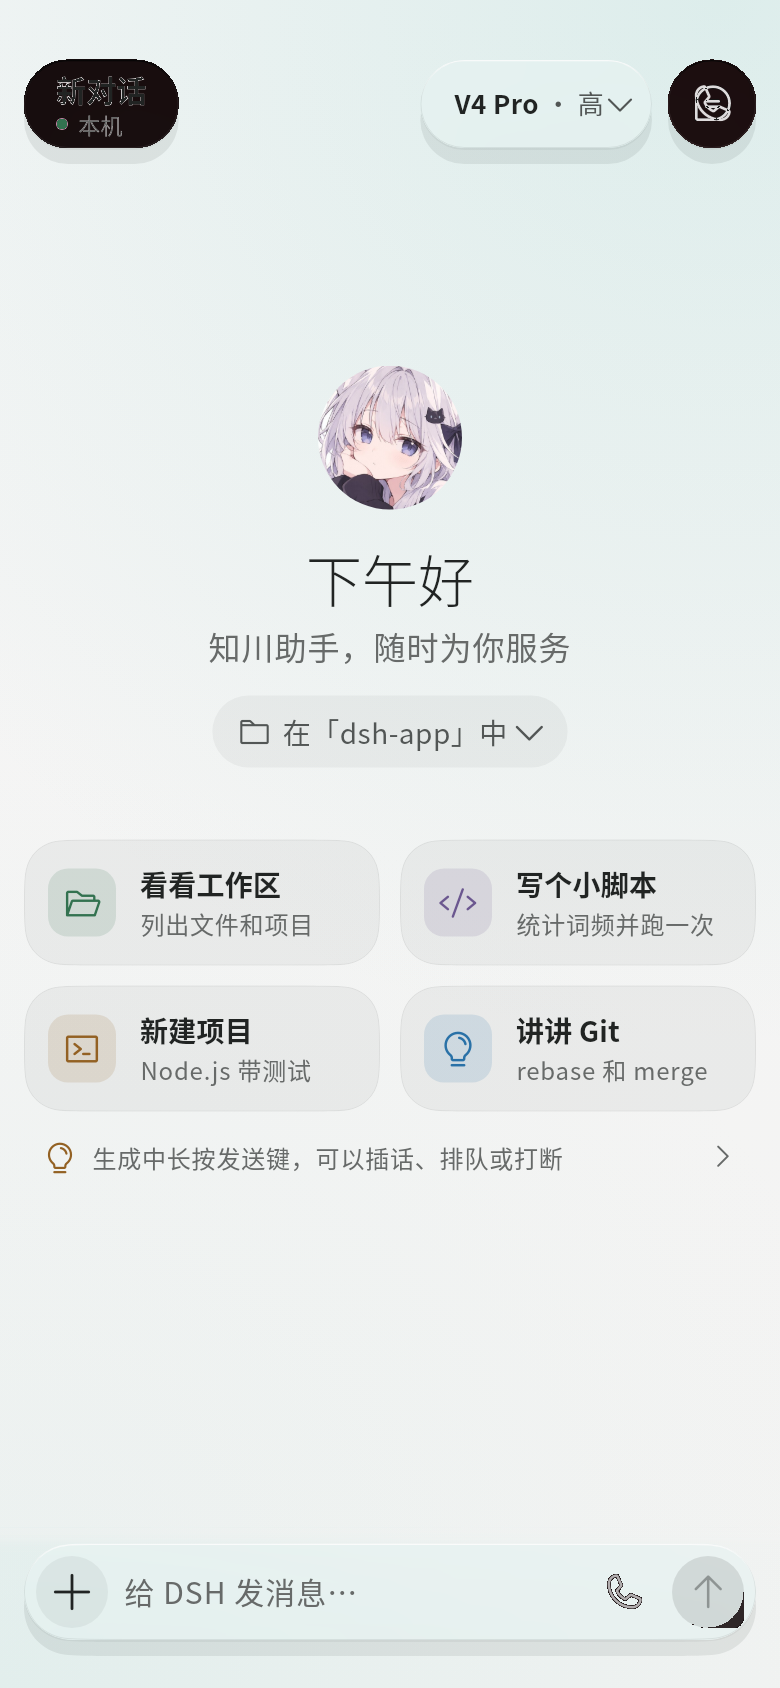 新对话
本机
V4 Pro · 高
下午好
知川助手，随时为你服务
在「dsh-app」中
看看工作区
列出文件和项目
写个小脚本
统计词频并跑一次
新建项目
Node.js 带测试
讲讲 Git
rebase 和 merge
生成中长按发送键，可以插话、排队或打断
给 DSH 发消息…